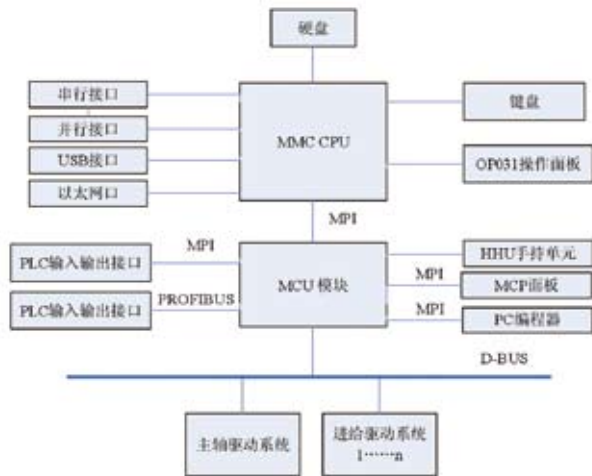 硬盘
串行接口
并行接口
USB接口
以太网口
MMC CPU
键盘
OP031操作面板
MPI
MPI
PLC输入输出接口
PROFIBUS
PLC输入输出接口
MCU 模块
HHU手持单元
MPI
MCP面板
MPI
PC编程器
D-BUS
主轴驱动系统
进给驱动系统
1……n